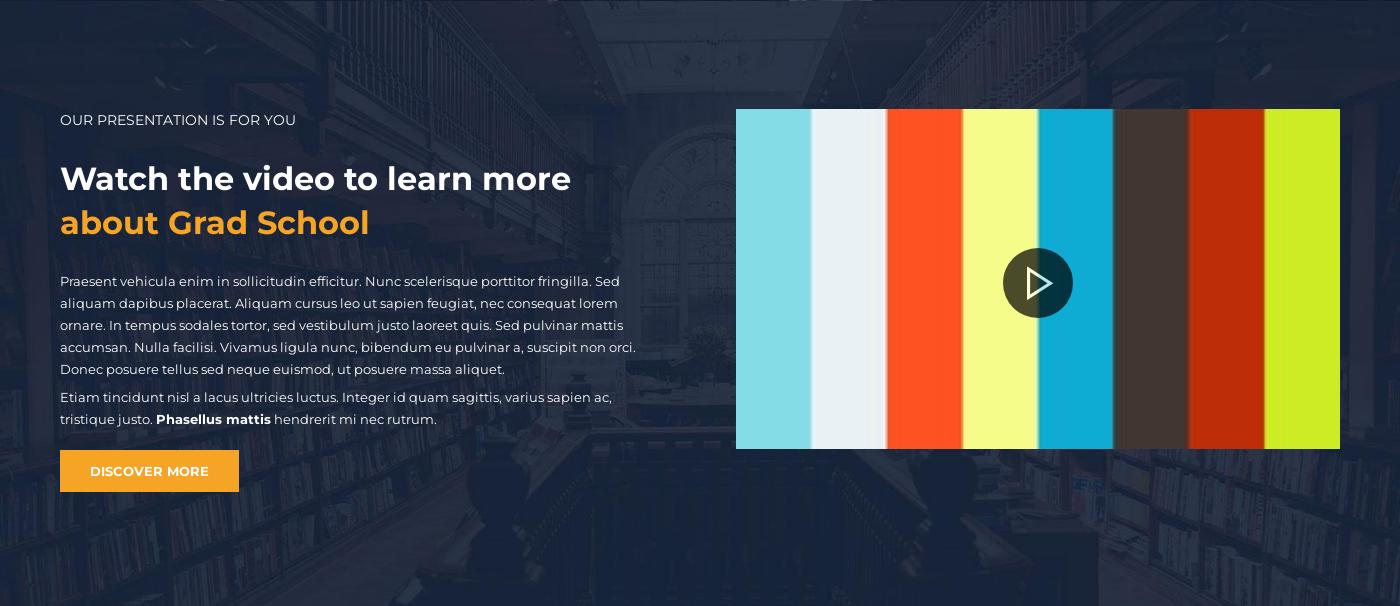 OUR PRESENTATION IS FOR YOU
Watch the video to learn more
about Grad School
Praesent vehicula enim in sollicitudin efficitur. Nunc scelerisque porttitor fringilla. Sed
aliquam dapibus placerat. Aliquam cursus leo ut sapien feugiat, nec consequat lorem
ornare. In tempus sodales tortor, sed vestibulum justo laoreet quis. Sed pulvinar mattis
accumsan. Nulla facilisi. Vivamus ligula nunc, bibendum eu pulvinar a, suscipit non orci.
Donec posuere tellus sed neque euismod, ut posuere massa aliquet.
Etiam tincidunt nisl a lacus ultricies luctus. Integer id quam sagittis, varius sapien ac,
tristique justo. Phasellus mattis hendrerit mi nec rutrum.
DISCOVER MORE